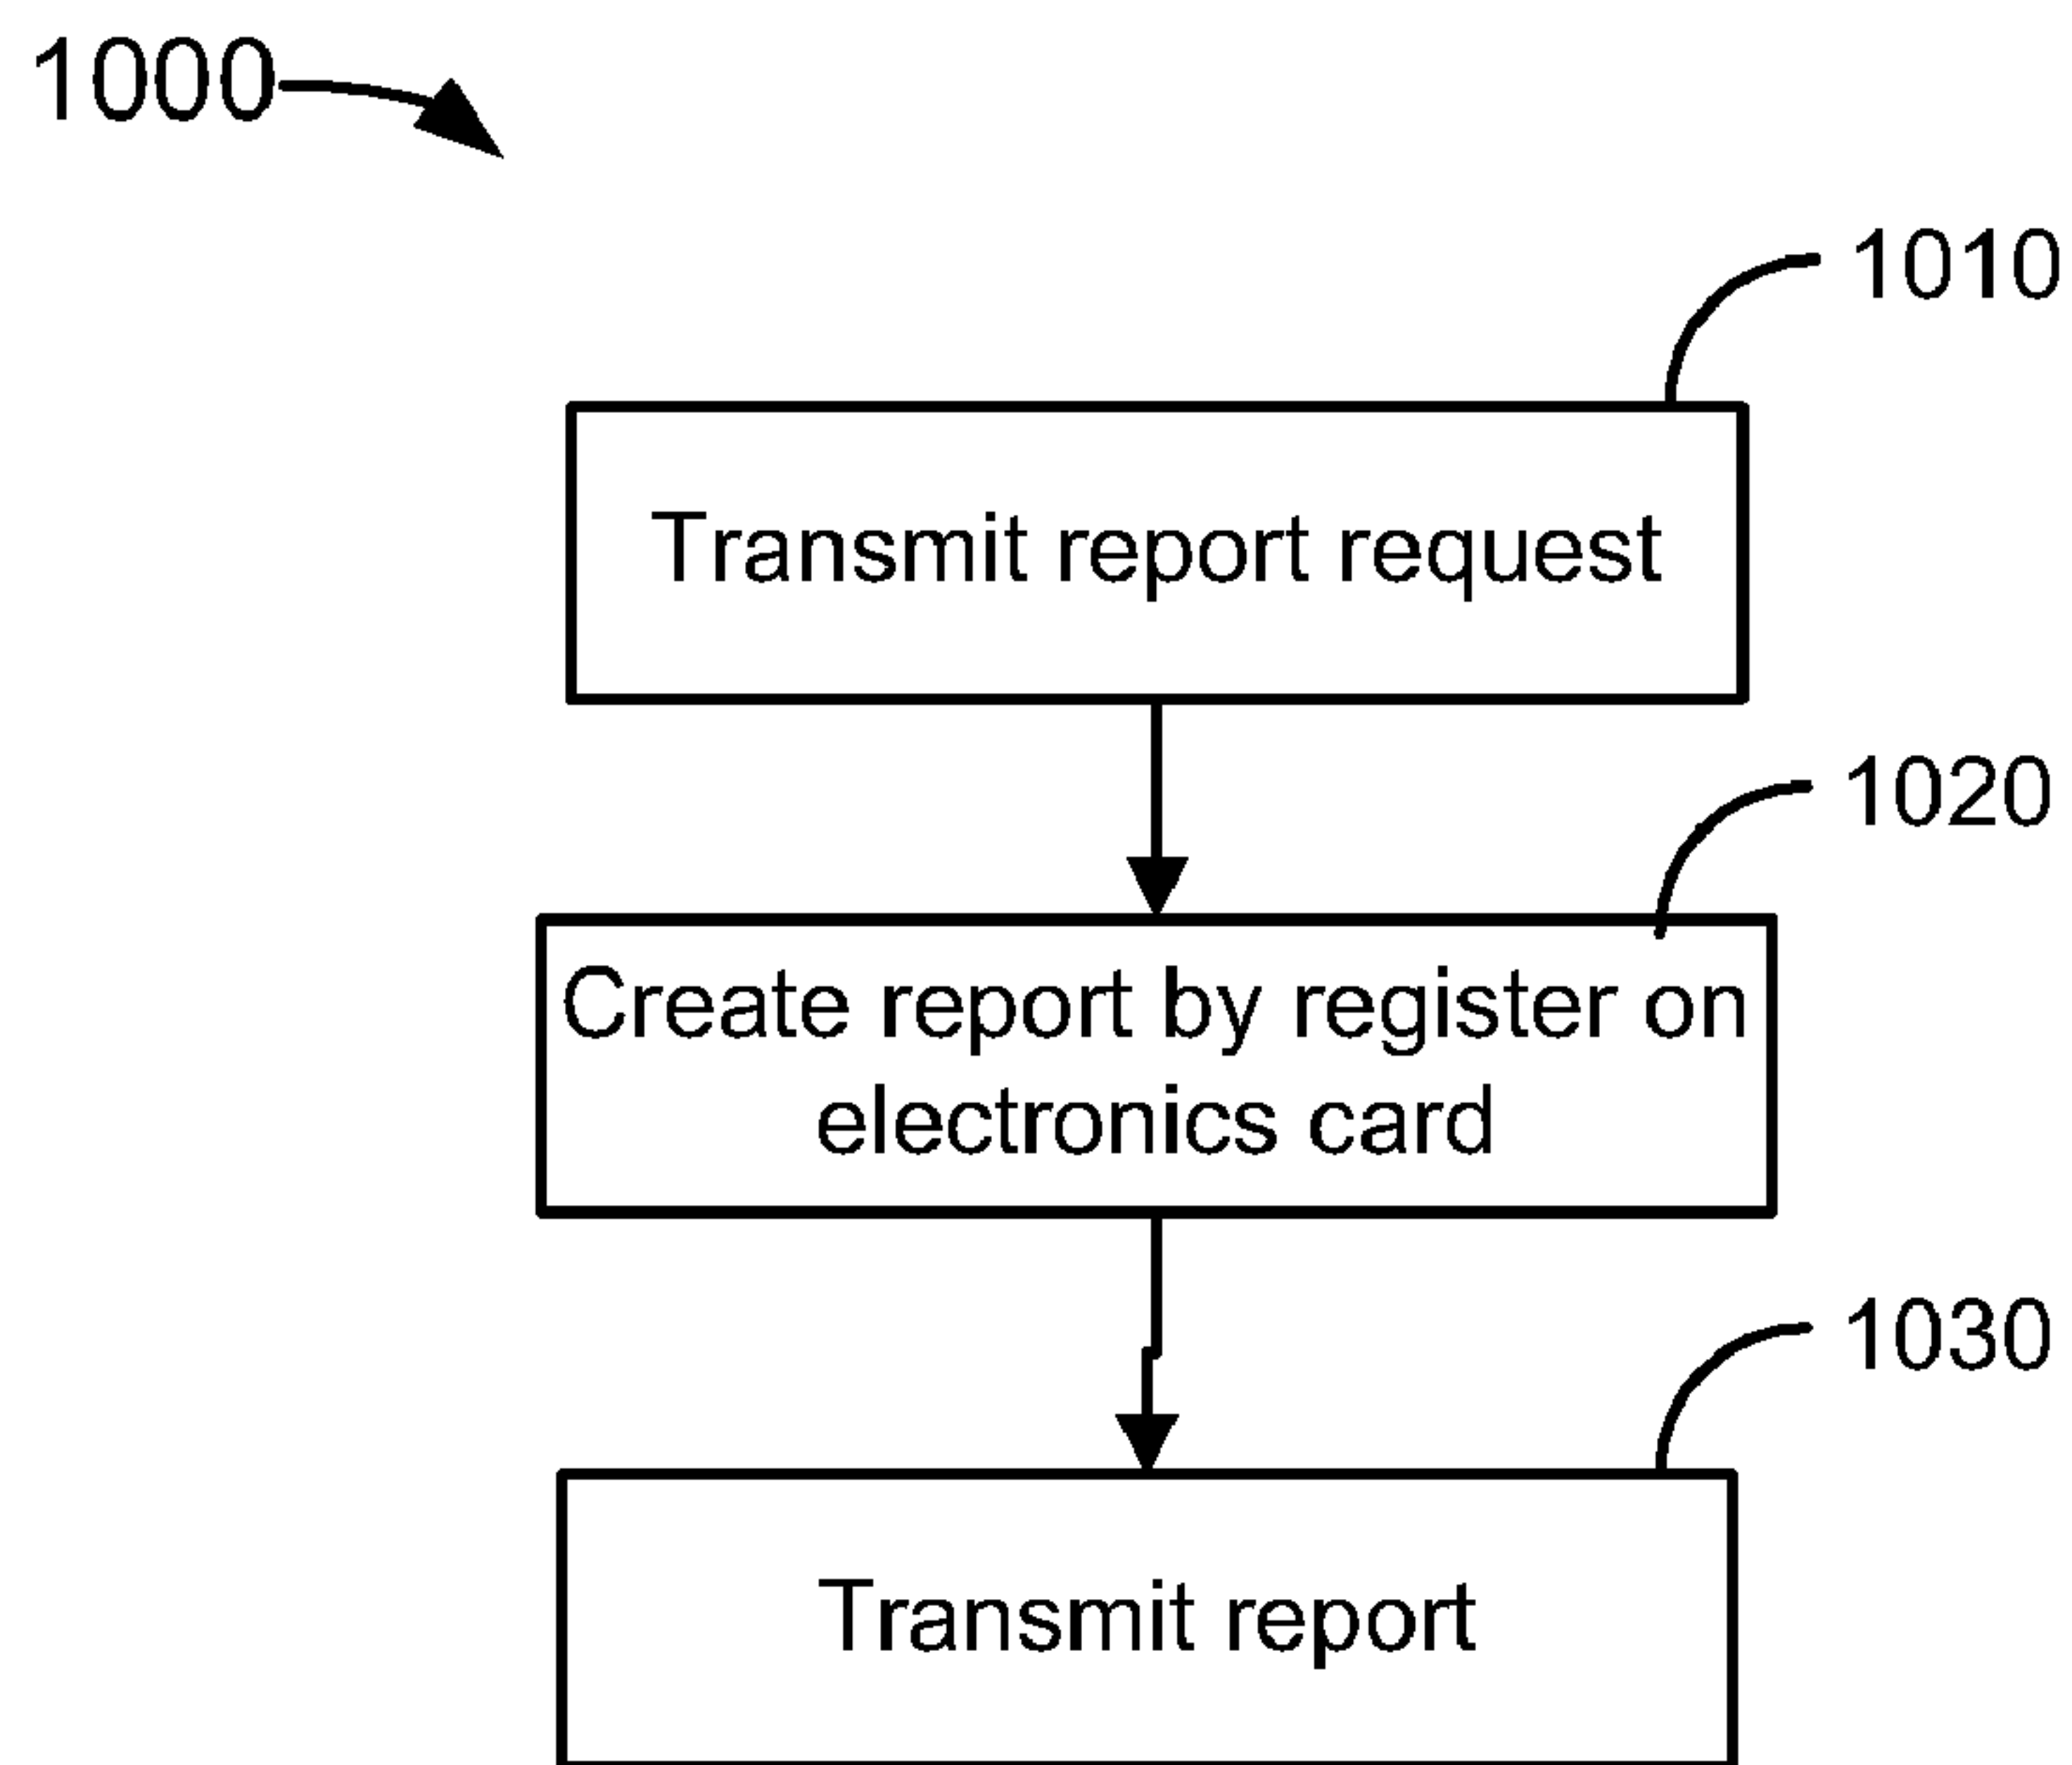 1000
1010
Transmit report request
1020
Create report by register on
electronics card
1030
Transmit report